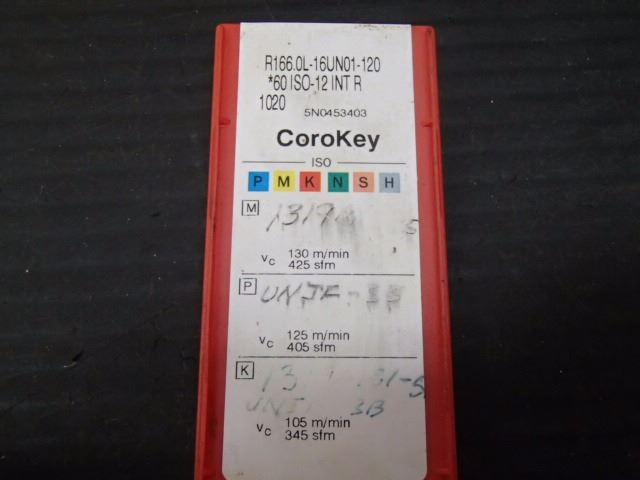 R166.0L-16UN01-120
*60 ISO-12 INT R
1020
5N0453403
CoroKey
ISO
P M K N S H
M
vc 130 m/min
425 sfm
P
vc 125 m/min
405 sfm
K
3B
vc 105 m/min
345 sfm